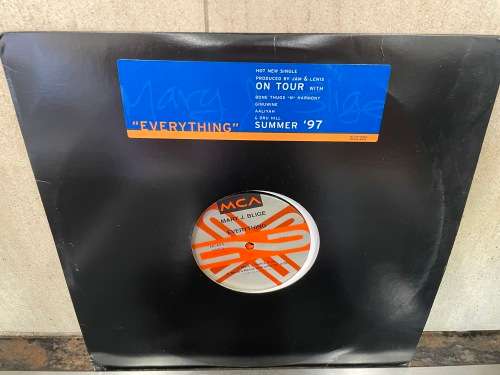 Mary
HOT NEW SINGLE
PRODUCED BY JAM & LEWIS
ON TOUR WITH
BONE THUGS 'N' HARMONY
GINUWINE
AALIYAH
& DRU HILL
"EVERYTHING"
SUMMER '97
MCA
MARY J. BLIGE
EVERYTHING